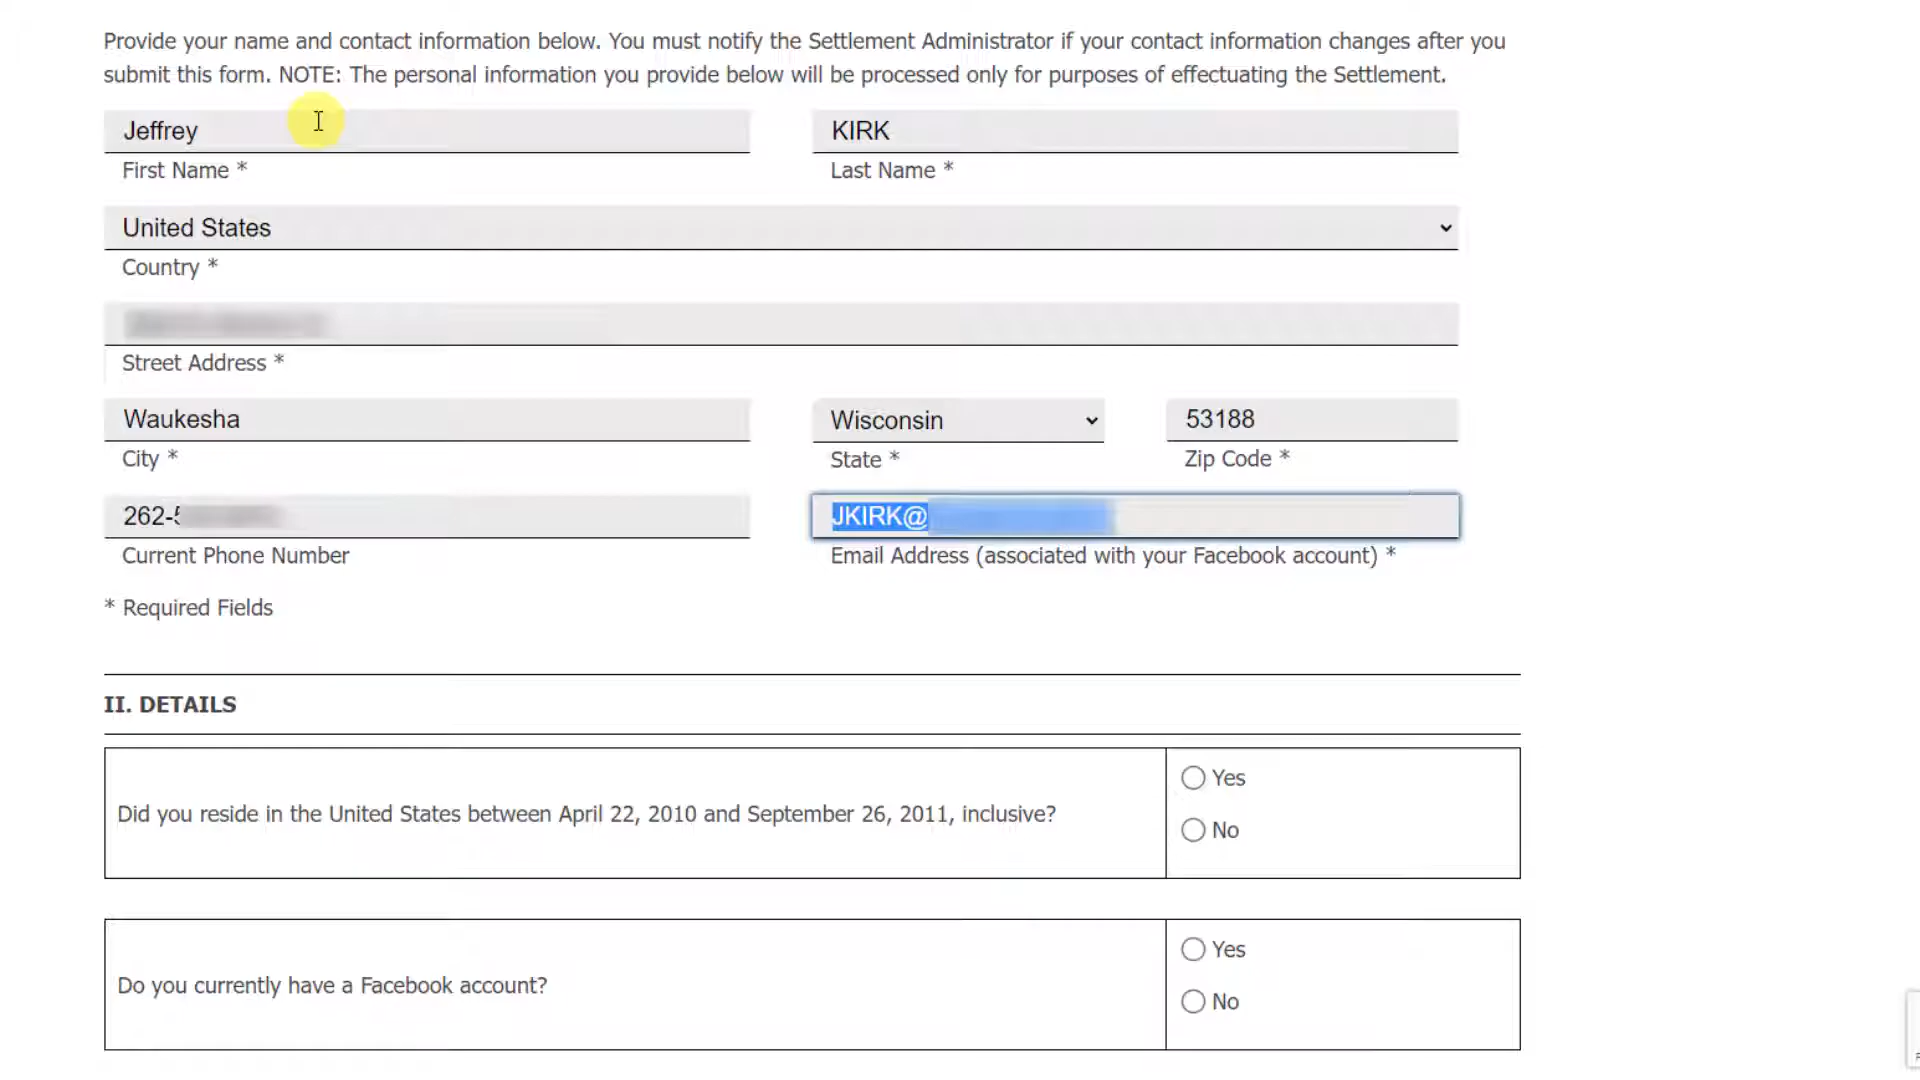 Provide your name and contact information below. You must notify the Settlement Administrator if your contact information changes after you
submit this form. NOTE: The personal information you provide below will be processed only for purposes of effectuating the Settlement.
Jeffrey KIRK
First Name * Last Name *
United States
Country *
Street Address *
Waukesha Wisconsin 53188
City * State * Zip Code *
262- JKIRK@
Current Phone Number Email Address (associated with your Facebook account) *
* Required Fields
II. DETAILS
Yes
Did you reside in the United States between April 22, 2010 and September 26, 2011, inclusive?
No
Yes
Do you currently have a Facebook account?
No